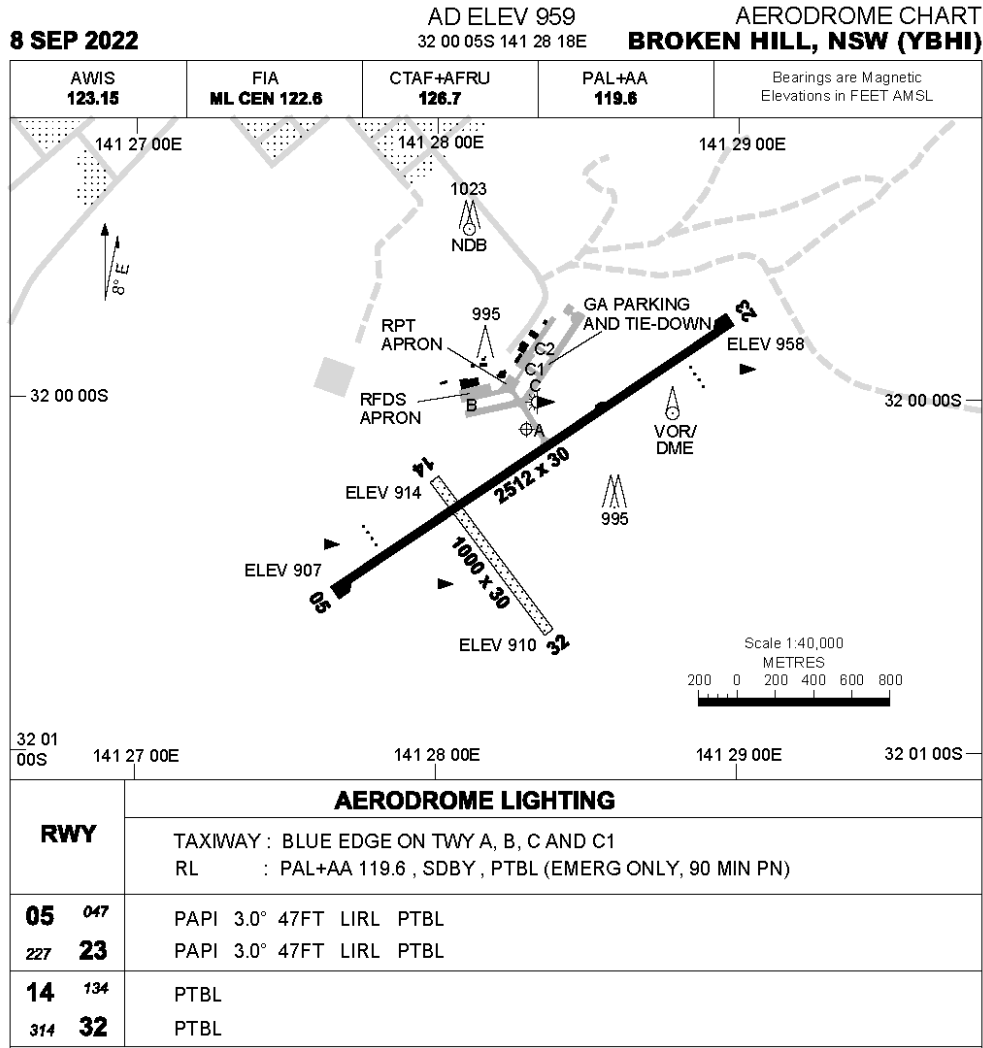 8 SEP 2022
AD ELEV 959
32 00 05S 141 28 18E
AERODROME CHART
BROKEN HILL, NSW (YBHI)
AWIS
123.15
FIA
ML CEN 122.6
CTAF+AFRU
126.7
PAL+AA
119.6
Bearings are Magnetic
Elevations in FEET AMSL
141 27 00E
141 28 00E
141 29 00E
1023
NDB
8° E
995
RPT
APRON
GA PARKING
AND TIE-DOWN
23
ELEV 958
C2
C1
C
B
A
RFDS
APRON
32 00 00S
32 00 00S
VOR/
DME
14
2512 x 30
ELEV 914
995
1000 x 30
ELEV 907
05
ELEV 910
32
Scale 1:40,000
METRES
200 0 200 400 600 800
32 01
00S
141 27 00E
141 28 00E
141 29 00E
32 01 00S
RWY
AERODROME LIGHTING
TAXIWAY : BLUE EDGE ON TWY A, B, C AND C1
RL : PAL+AA 119.6 , SDBY , PTBL (EMERG ONLY, 90 MIN PN)
05 047 PAPI 3.0° 47FT LIRL PTBL
227 23 PAPI 3.0° 47FT LIRL PTBL
14 134 PTBL
314 32 PTBL